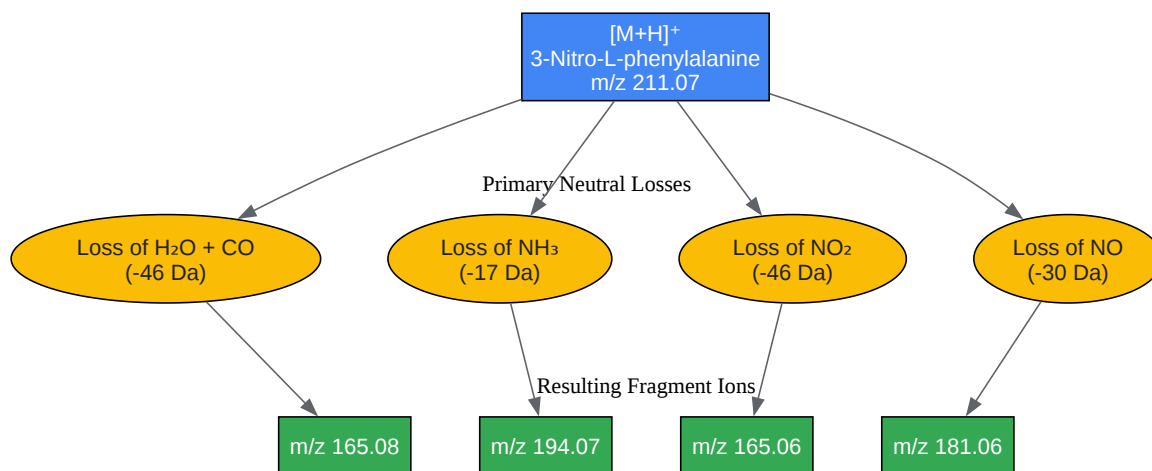 [M+H]⁺
3-Nitro-L-phenylalanine
m/z 211.07
Primary Neutral Losses
Loss of H₂O + CO
(-46 Da)
Loss of NH₃
(-17 Da)
Loss of NO₂
(-46 Da)
Loss of NO
(-30 Da)
Resulting Fragment Ions
m/z 165.08
m/z 194.07
m/z 165.06
m/z 181.06